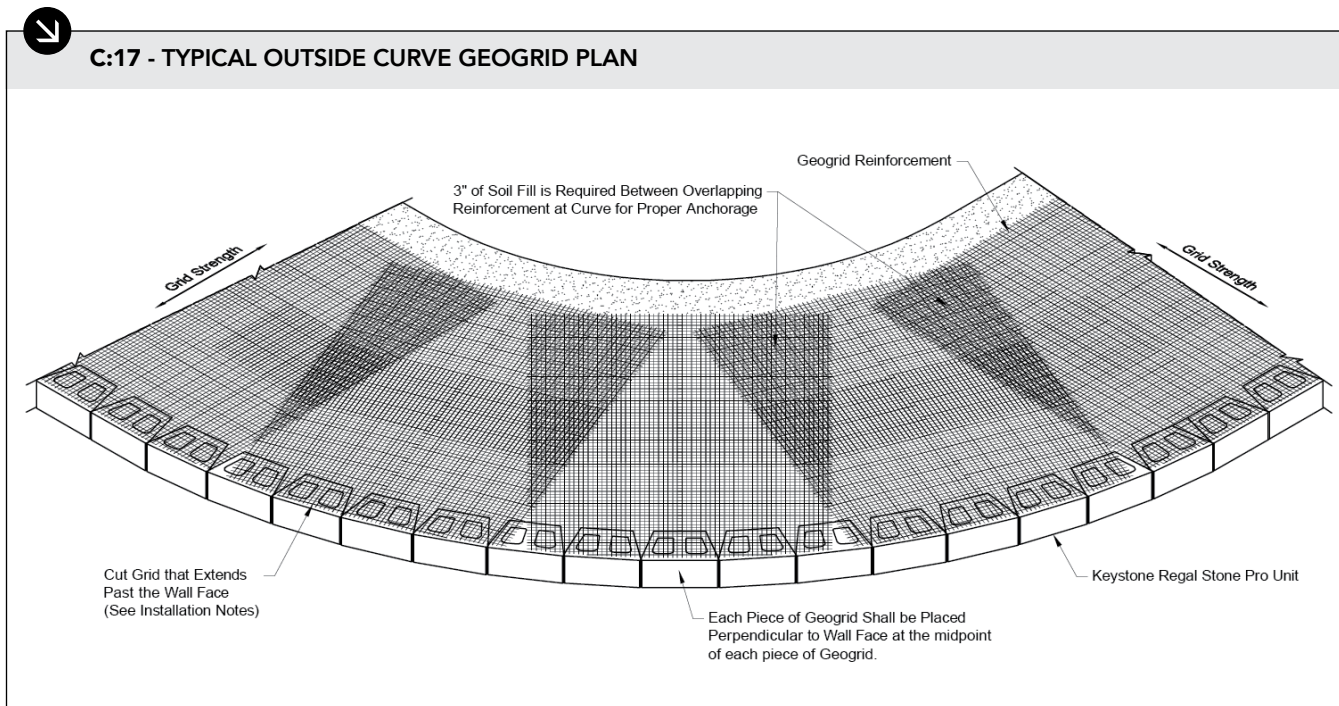 C:17 - TYPICAL OUTSIDE CURVE GEOGRID PLAN
Geogrid Reinforcement
3" of Soil Fill is Required Between Overlapping
Reinforcement at Curve for Proper Anchorage
Grid Strength
Grid Strength
Cut Grid that Extends
Past the Wall Face
(See Installation Notes)
Keystone Regal Stone Pro Unit
Each Piece of Geogrid Shall be Placed
Perpendicular to Wall Face at the midpoint
of each piece of Geogrid.